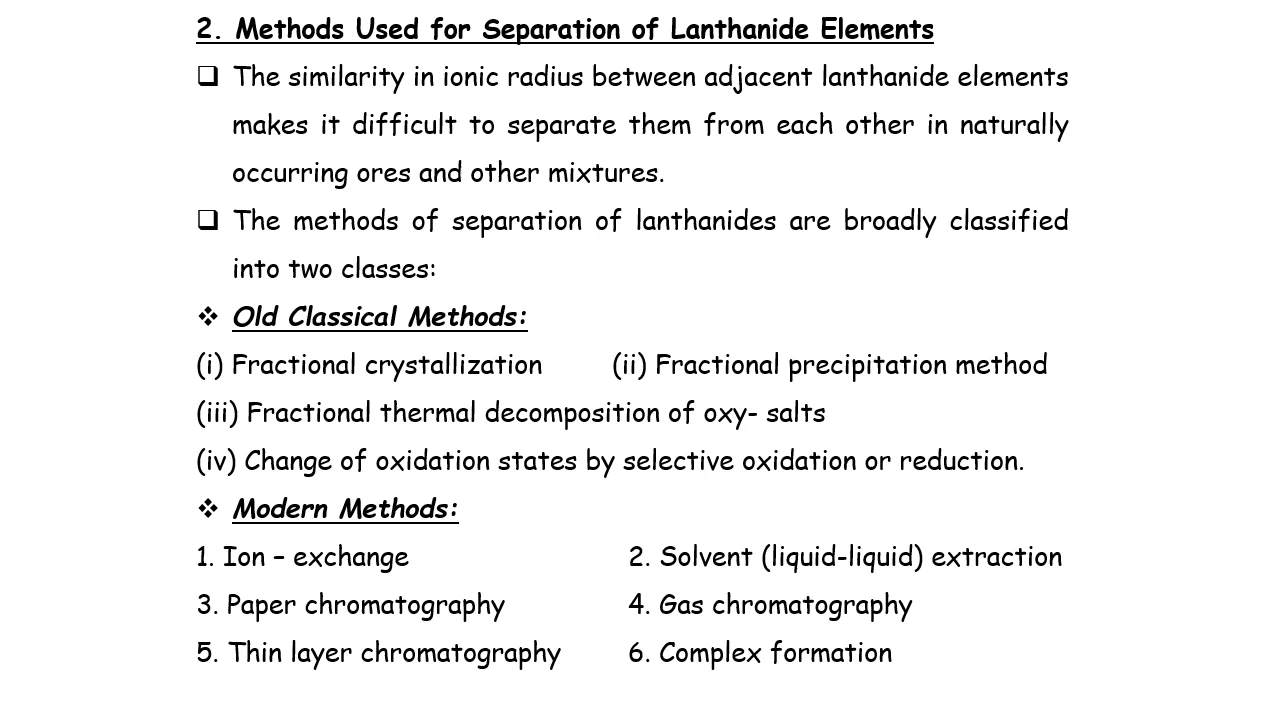 2. Methods Used for Separation of Lanthanide Elements
❑ The similarity in ionic radius between adjacent lanthanide elements
makes it difficult to separate them from each other in naturally
occurring ores and other mixtures.
❑ The methods of separation of lanthanides are broadly classified
into two classes:
❖ Old Classical Methods:
(i) Fractional crystallization (ii) Fractional precipitation method
(iii) Fractional thermal decomposition of oxy- salts
(iv) Change of oxidation states by selective oxidation or reduction.
❖ Modern Methods:
1. Ion – exchange 2. Solvent (liquid-liquid) extraction
3. Paper chromatography 4. Gas chromatography
5. Thin layer chromatography 6. Complex formation